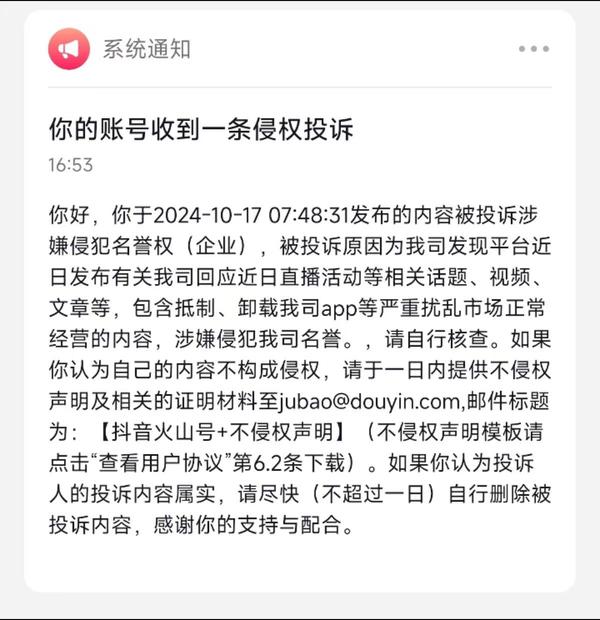 系统通知
你的账号收到一条侵权投诉
16:53
你好，你于2024-10-17 07:48:31发布的内容被投诉涉
嫌侵犯名誉权（企业），被投诉原因为我司发现平台近
日发布有关我司回应近日直播活动等相关话题、视频、
文章等，包含抵制、卸载我司app等严重扰乱市场正常
经营的内容，涉嫌侵犯我司名誉。，请自行核查。如果
你认为自己的内容不构成侵权，请于一日内提供不侵权
声明及相关的证明材料至jubao@douyin.com,邮件标题
为：【抖音火山号+不侵权声明】（不侵权声明模板请
点击“查看用户协议”第6.2条下载）。如果你认为投诉
人的投诉内容属实，请尽快（不超过一日）自行删除被
投诉内容，感谢你的支持与配合。